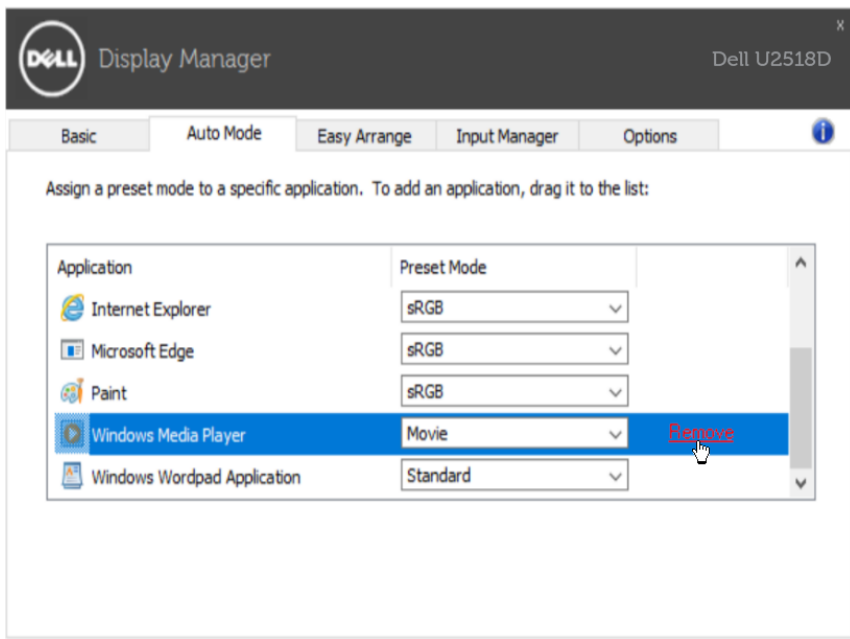 X
DELL Display Manager Dell U2518D
Basic Auto Mode Easy Arrange Input Manager Options i
Assign a preset mode to a specific application. To add an application, drag it to the list:
Application Preset Mode
Internet Explorer sRGB
Microsoft Edge sRGB
Paint sRGB
Windows Media Player Movie Remove
Windows Wordpad Application Standard